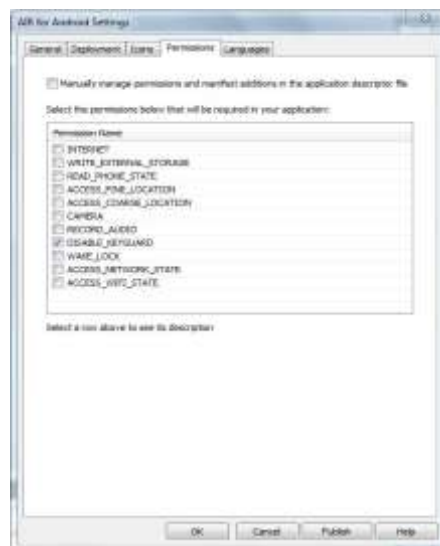 AIR for Android Settings
General Deployment Icons Permissions Languages
Manually manage permissions and manifest additions in the application descriptor file
Select the permissions below that will be required in your application:
Permission Name
INTERNET
WRITE_EXTERNAL_STORAGE
READ_PHONE_STATE
ACCESS_FINE_LOCATION
ACCESS_COARSE_LOCATION
CAMERA
RECORD_AUDIO
DISABLE_KEYGUARD
WAKE_LOCK
ACCESS_NETWORK_STATE
ACCESS_WIFI_STATE
Select a row above to see its description
OK Cancel Publish Help